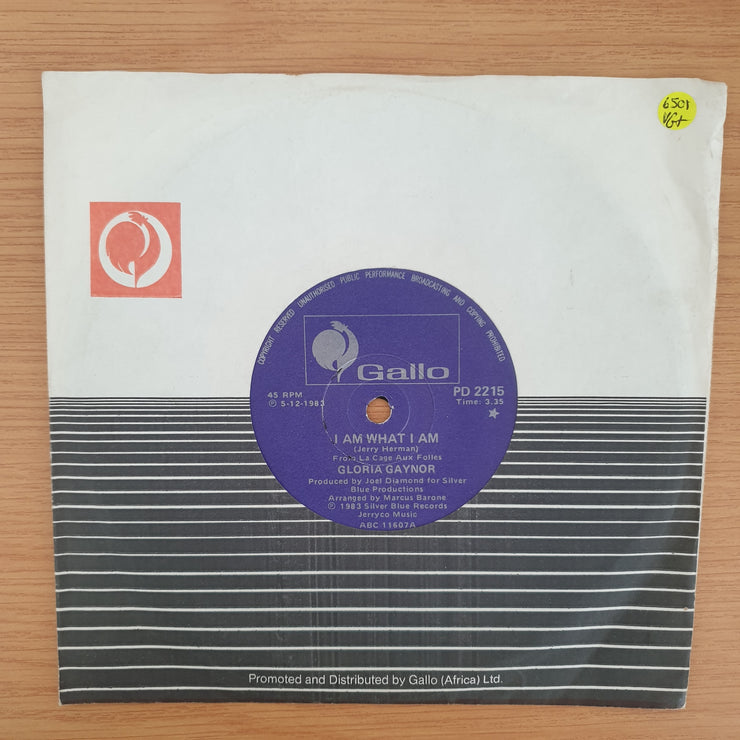 6501
VG+
COPYRIGHT RESERVED UNAUTHORISED PUBLIC PERFORMANCE BROADCASTING AND COPYING PROHIBITED
Gallo
45 RPM
℗ 5-12-1983
PD 2215
Time: 3.35
I AM WHAT I AM
(Jerry Herman)
From La Cage Aux Folles
GLORIA GAYNOR
Produced by Joel Diamond for Silver
Blue Productions
Arranged by Marcus Barone
℗ 1983 Silver Blue Records
Jerryco Music
ABC 11607A
Promoted and Distributed by Gallo (Africa) Ltd.